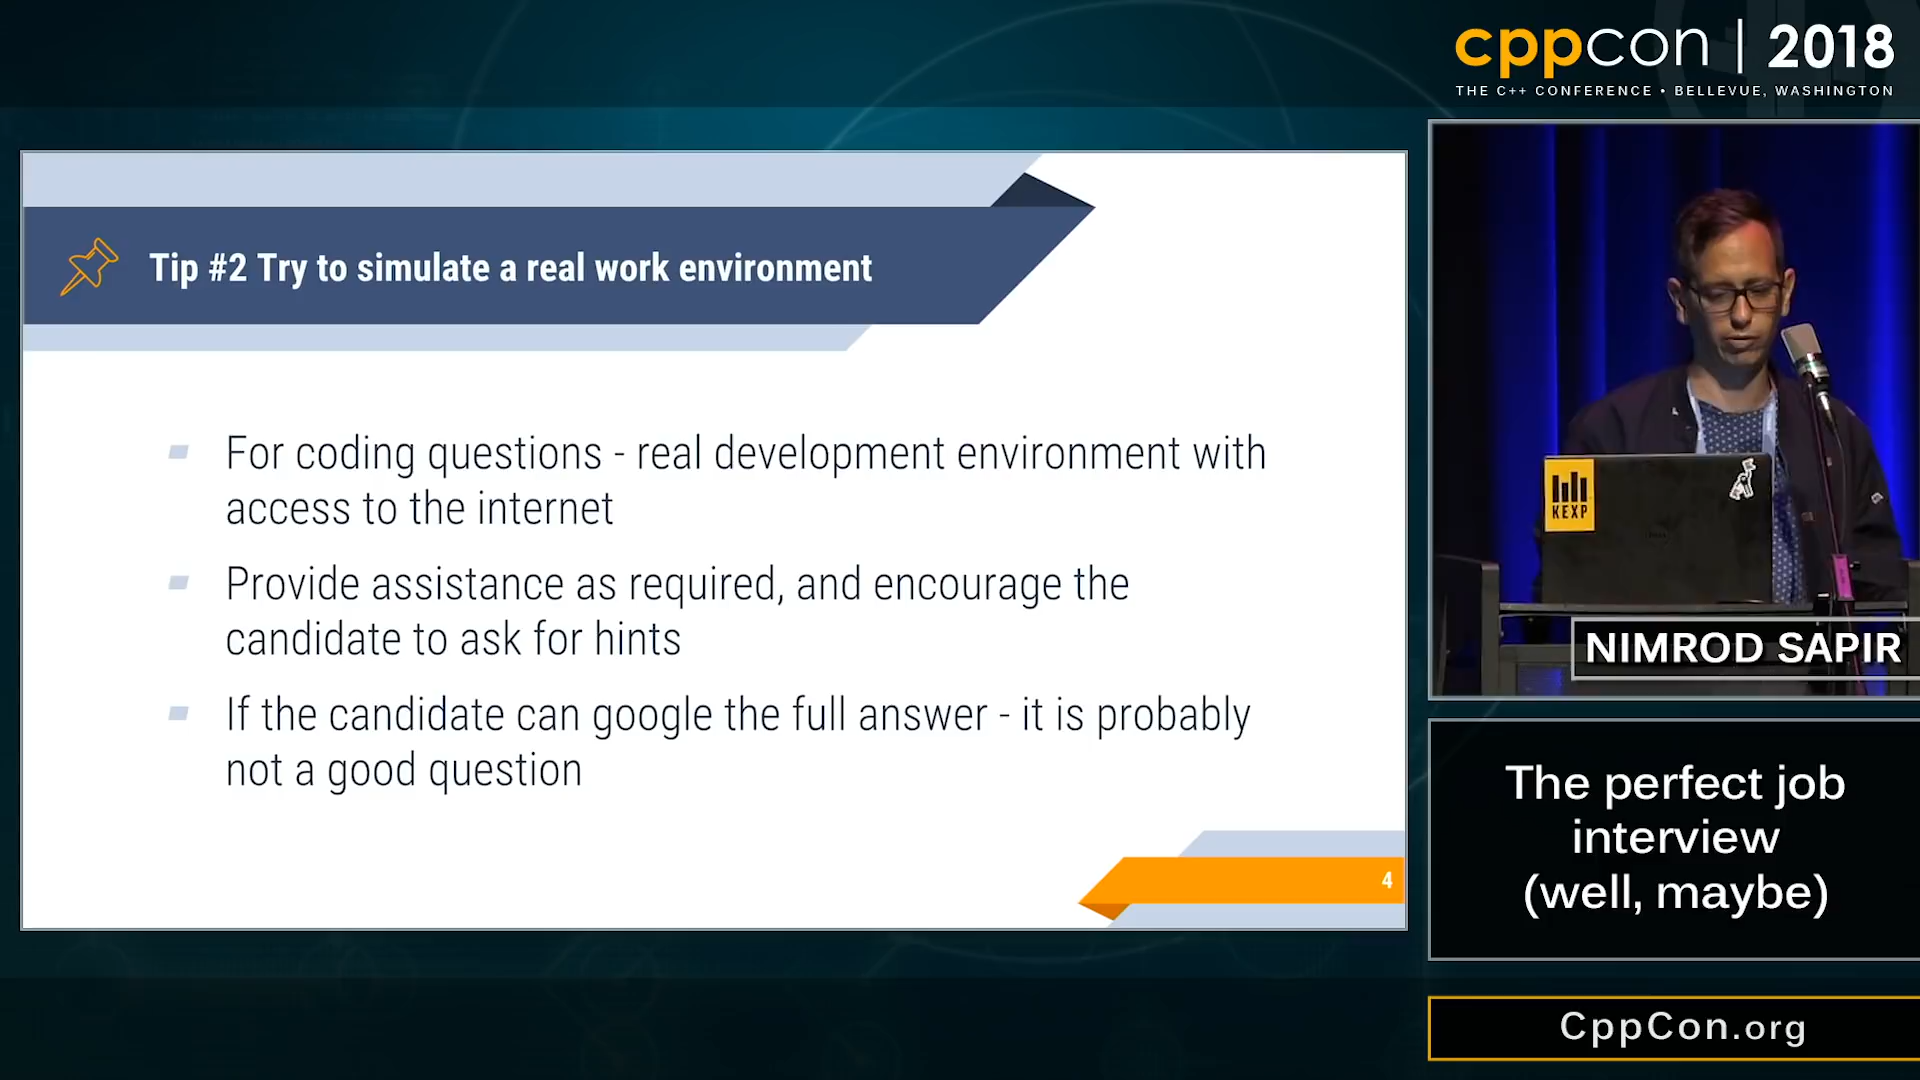 cppcon | 2018
THE C++ CONFERENCE • BELLEVUE, WASHINGTON
Tip #2 Try to simulate a real work environment
For coding questions - real development environment with
access to the internet
Provide assistance as required, and encourage the
candidate to ask for hints
If the candidate can google the full answer - it is probably
not a good question
4
KEXP
NIMROD SAPIR
The perfect job
interview
(well, maybe)
CppCon.org